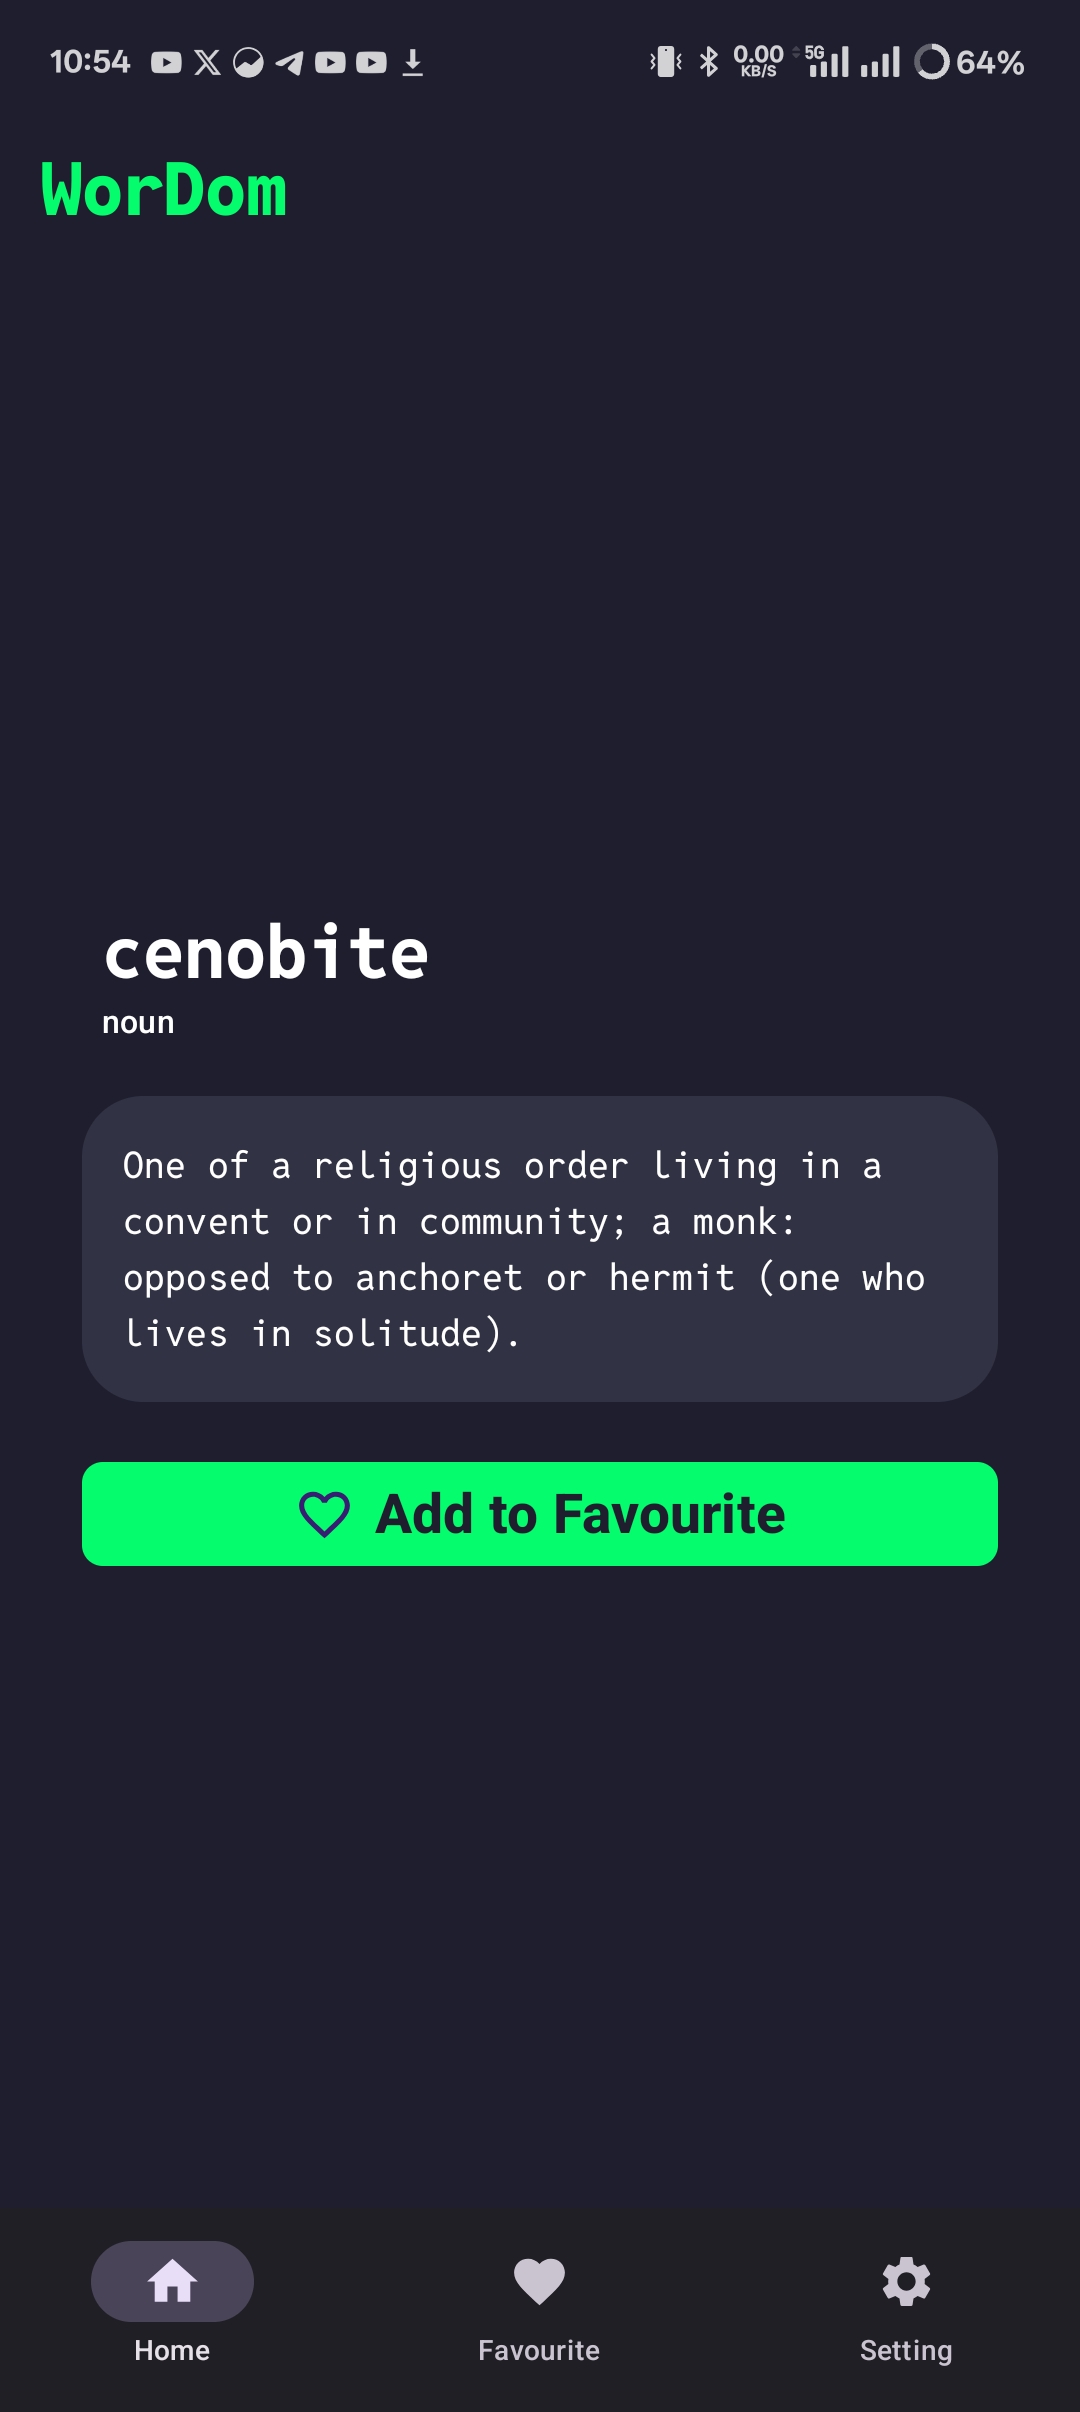 10:54 0.00 KB/S 5G 64%
WorDom
cenobite
noun
One of a religious order living in a
convent or in community; a monk:
opposed to anchoret or hermit (one who
lives in solitude).
Add to Favourite
Home Favourite Setting